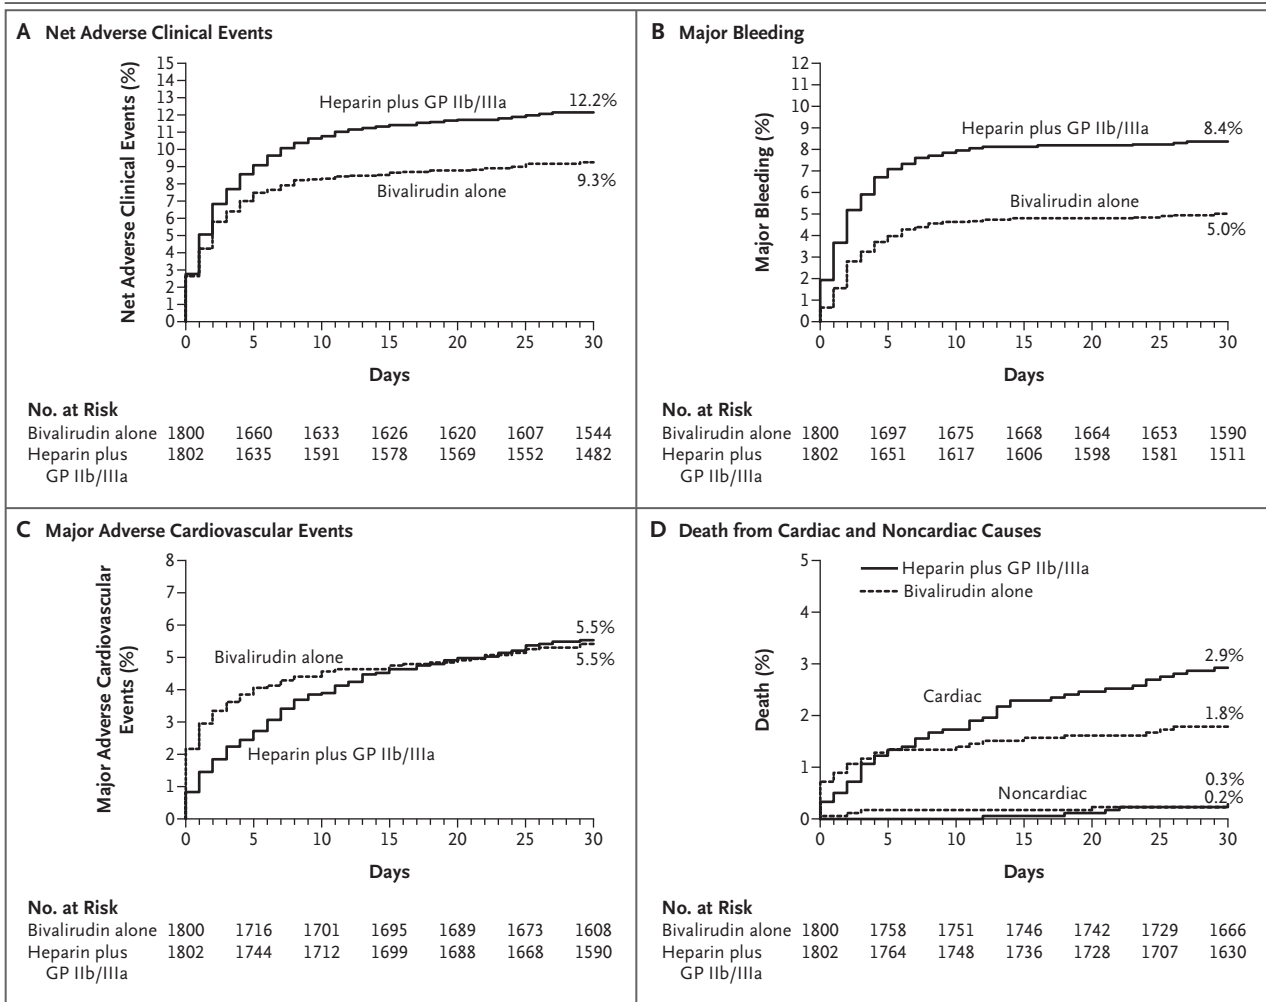 A Net Adverse Clinical Events
Net Adverse Clinical Events (%)
15
14
13
12
11
10
9
8
7
6
5
4
3
2
1
0
Heparin plus GP IIb/IIIa
12.2%
Bivalirudin alone
9.3%
0 5 10 15 20 25 30
Days
No. at Risk
Bivalirudin alone 1800 1660 1633 1626 1620 1607 1544
Heparin plus 1802 1635 1591 1578 1569 1552 1482
GP IIb/IIIa
B Major Bleeding
Major Bleeding (%)
12
11
10
9
8
7
6
5
4
3
2
1
0
Heparin plus GP IIb/IIIa
8.4%
Bivalirudin alone
5.0%
0 5 10 15 20 25 30
Days
No. at Risk
Bivalirudin alone 1800 1697 1675 1668 1664 1653 1590
Heparin plus 1802 1651 1617 1606 1598 1581 1511
GP IIb/IIIa
C Major Adverse Cardiovascular Events
Major Adverse Cardiovascular
Events (%)
8
7
6
5
4
3
2
1
0
5.5%
Bivalirudin alone
5.5%
Heparin plus GP IIb/IIIa
0 5 10 15 20 25 30
Days
No. at Risk
Bivalirudin alone 1800 1716 1701 1695 1689 1673 1608
Heparin plus 1802 1744 1712 1699 1688 1668 1590
GP IIb/IIIa
D Death from Cardiac and Noncardiac Causes
Death (%)
5
4
3
2
1
0
Heparin plus GP IIb/IIIa
Bivalirudin alone
2.9%
Cardiac
1.8%
0.3%
Noncardiac
0.2%
0 5 10 15 20 25 30
Days
No. at Risk
Bivalirudin alone 1800 1758 1751 1746 1742 1729 1666
Heparin plus 1802 1764 1748 1736 1728 1707 1630
GP IIb/IIIa